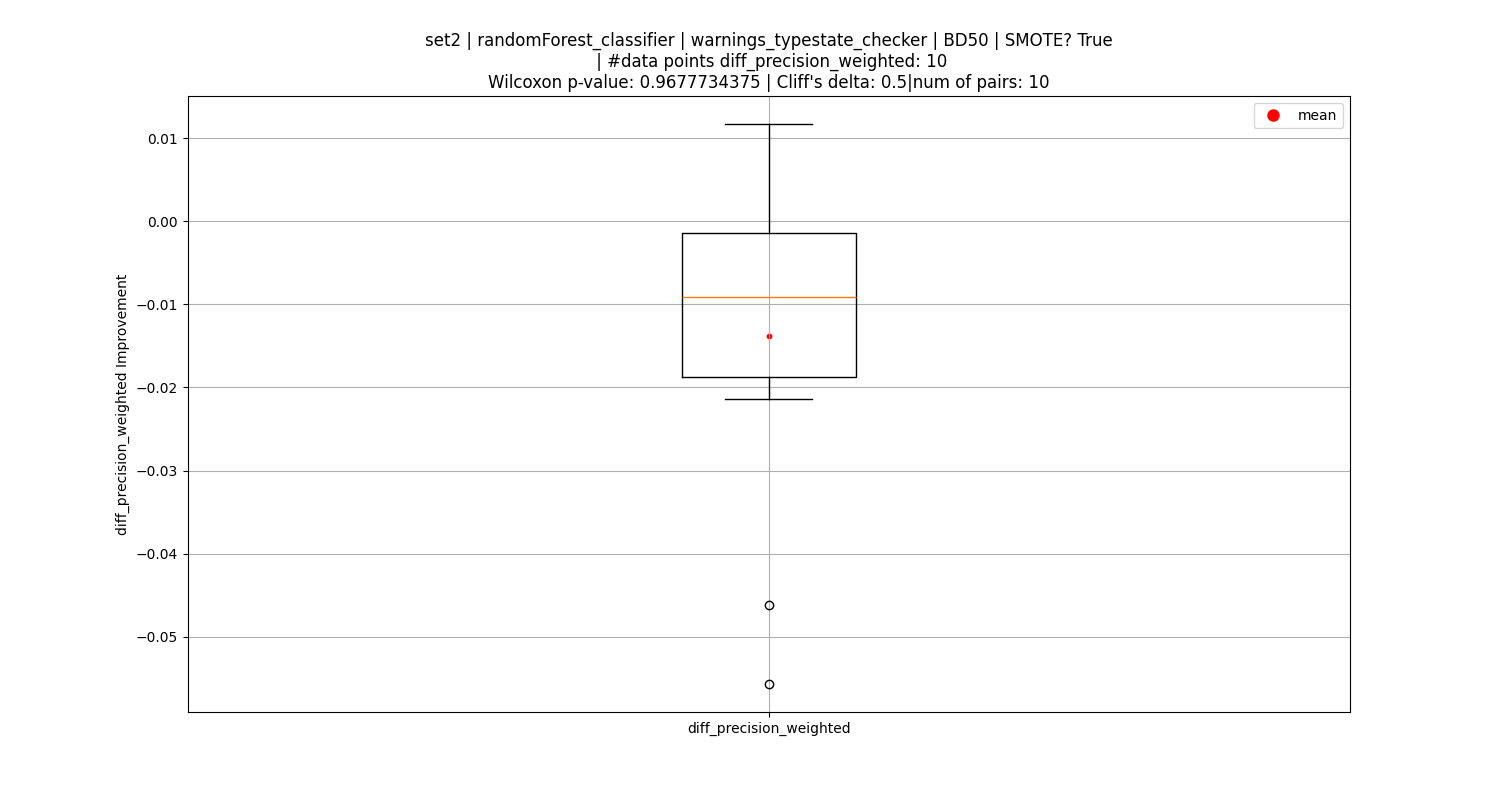 set2 | randomForest_classifier | warnings_typestate_checker | BD50 | SMOTE? True
| #data points diff_precision_weighted: 10
Wilcoxon p-value: 0.9677734375 | Cliff's delta: 0.5|num of pairs: 10
mean
0.01
0.00
−0.01
−0.02
−0.03
−0.04
−0.05
diff_precision_weighted Improvement
diff_precision_weighted